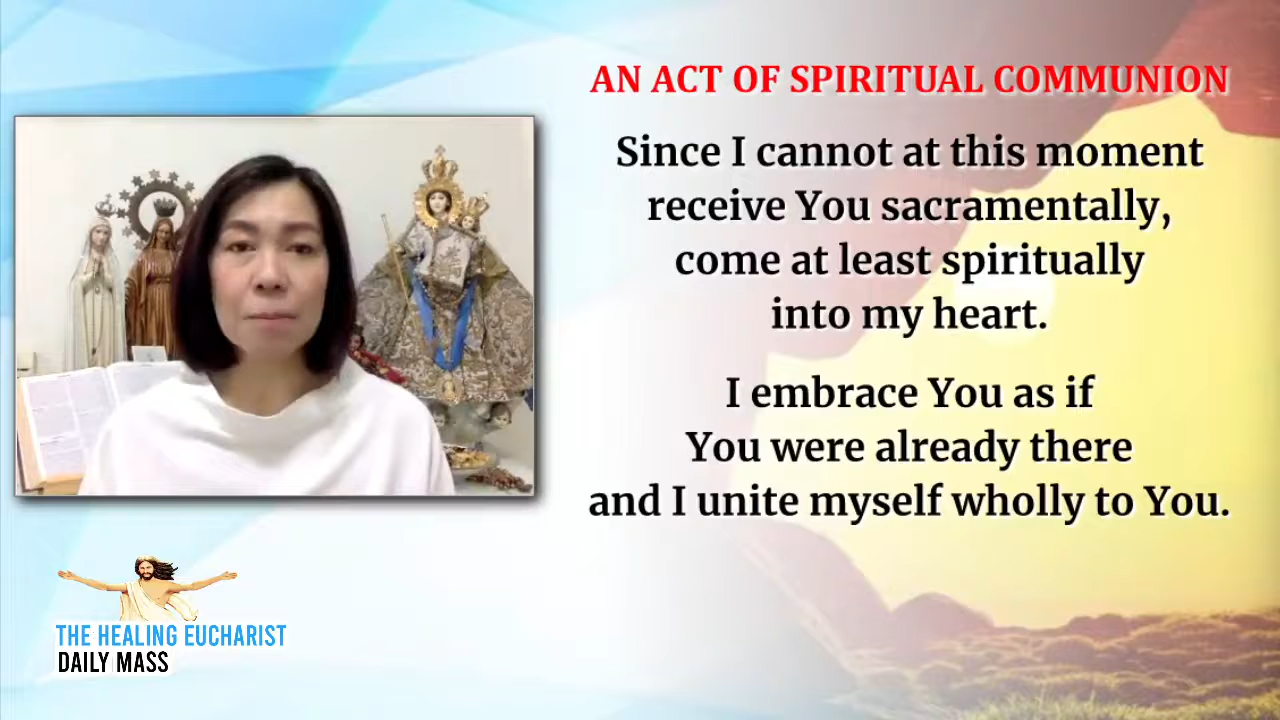 AN ACT OF SPIRITUAL COMMUNION
Since I cannot at this moment
receive You sacramentally,
come at least spiritually
into my heart.
I embrace You as if
You were already there
and I unite myself wholly to You.
THE HEALING EUCHARIST
DAILY MASS